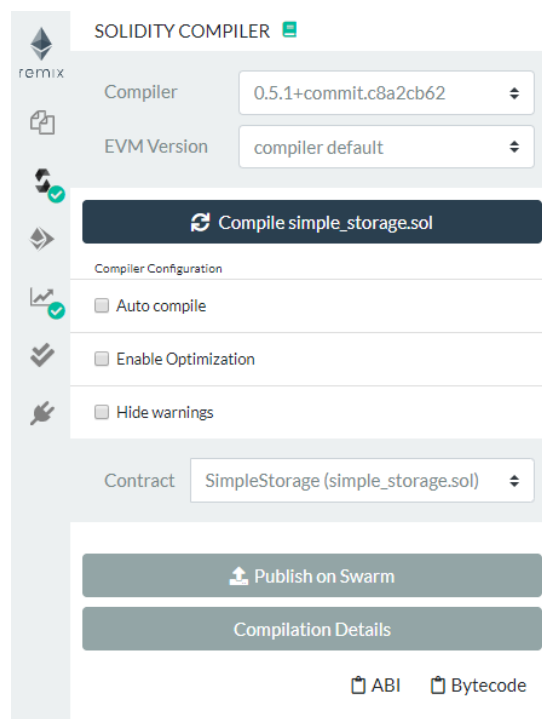 SOLIDITY COMPILER
remix
Compiler
0.5.1+commit.c8a2cb62
EVM Version
compiler default
Compile simple_storage.sol
Compiler Configuration
Auto compile
Enable Optimization
Hide warnings
Contract
SimpleStorage (simple_storage.sol)
Publish on Swarm
Compilation Details
ABI
Bytecode